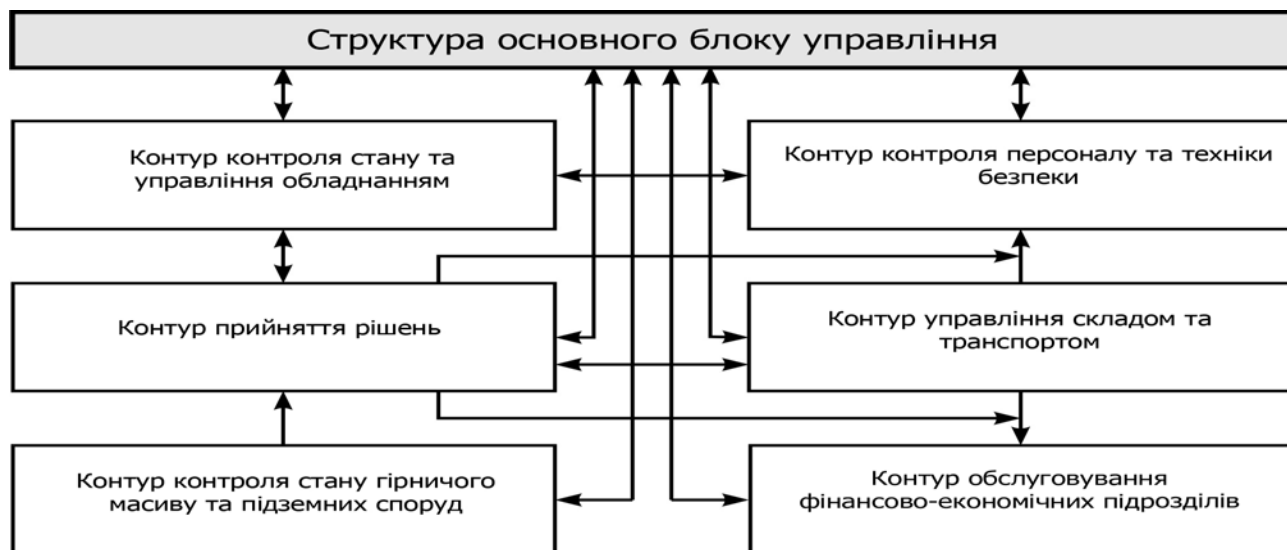 Структура основного блоку управління
Контур контроля стану та
управління обладнанням
Контур контроля персоналу та техніки
безпеки
Контур прийняття рішень
Контур управління складом та
транспортом
Контур контроля стану гірничого
масиву та підземних споруд
Контур обслуговування
фінансово-економічних підрозділів